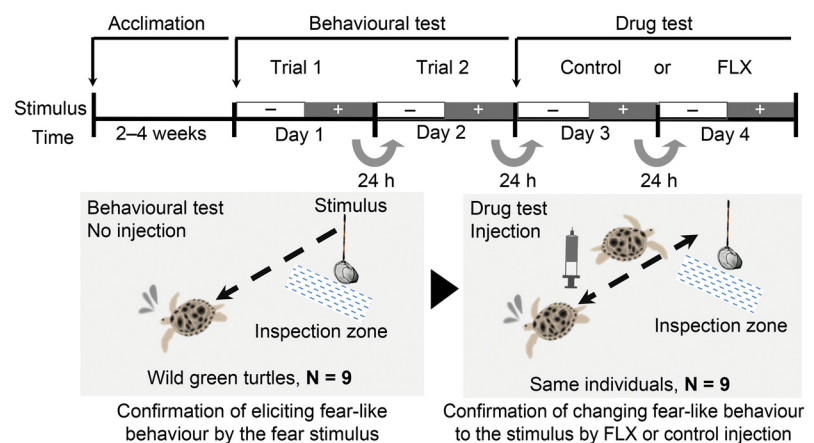 Acclimation Behavioural test Drug test
Trial 1 Trial 2 Control or FLX
Stimulus – + – + – + – +
Time 2–4 weeks Day 1 Day 2 Day 3 Day 4
24 h 24 h 24 h
Behavioural test
No injection
Stimulus
Inspection zone
Wild green turtles, N = 9
Confirmation of eliciting fear-like
behaviour by the fear stimulus
Drug test
Injection
Inspection zone
Same individuals, N = 9
Confirmation of changing fear-like behaviour
to the stimulus by FLX or control injection